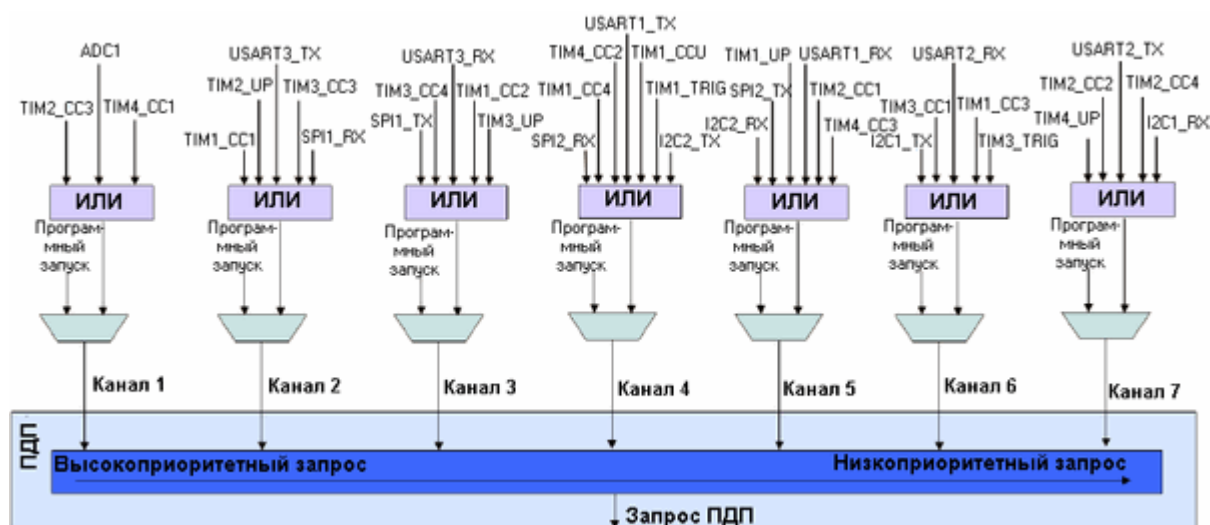 USART1_TX
ADC1
USART3_TX
USART3_RX
TIM4_CC2
TIM1_CCU
TIM1_UP
USART1_RX
USART2_RX
USART2_TX
TIM2_UP
TIM3_CC3
TIM3_CC4
TIM1_CC2
TIM1_CC4
TIM1_TRIG
SPI2_TX
TIM2_CC1
TIM3_CC1
TIM1_CC3
TIM2_CC2
TIM2_CC4
TIM2_CC3
TIM4_CC1
TIM1_CC1
SPI1_RX
SPI1_TX
TIM3_UP
SPI2_RX
I2C2_TX
I2C2_RX
TIM4_CC3
I2C1_TX
TIM3_TRIG
TIM4_UP
I2C1_RX
ИЛИ
ИЛИ
ИЛИ
ИЛИ
ИЛИ
ИЛИ
ИЛИ
Програм-
мный
запуск
Програм-
мный
запуск
Програм-
мный
запуск
Програм-
мный
запуск
Програм-
мный
запуск
Програм-
мный
запуск
Програм-
мный
запуск
Канал 1
Канал 2
Канал 3
Канал 4
Канал 5
Канал 6
Канал 7
ПДП
Высокоприоритетный запрос
Низкоприоритетный запрос
Запрос ПДП